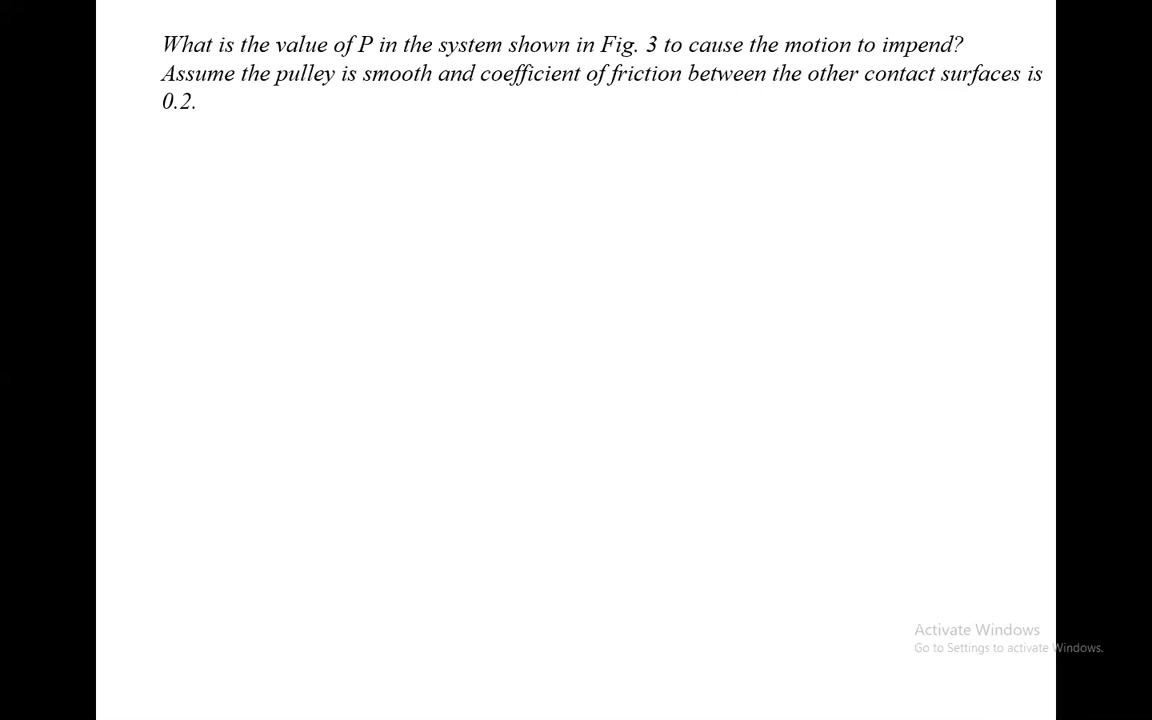 What is the value of P in the system shown in Fig. 3 to cause the motion to impend?
Assume the pulley is smooth and coefficient of friction between the other contact surfaces is
0.2.
Activate Windows
Go to Settings to activate Windows.